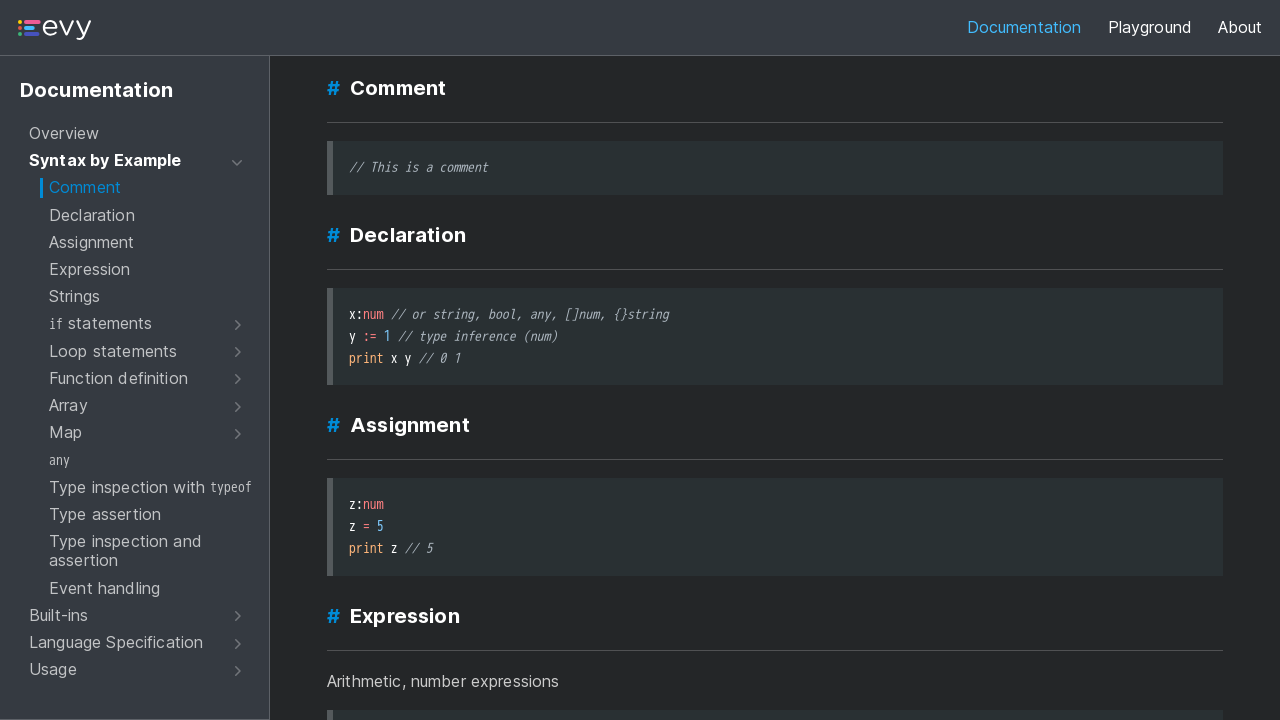 evy
Documentation
Playground
About
Documentation
Overview
Syntax by Example
Comment
Declaration
Assignment
Expression
Strings
if statements
Loop statements
Function definition
Array
Map
any
Type inspection with typeof
Type assertion
Type inspection and
assertion
Event handling
Built-ins
Language Specification
Usage
# Comment
// This is a comment
# Declaration
x:num // or string, bool, any, []num, {}string
y := 1 // type inference (num)
print x y // 0 1
# Assignment
z:num
z = 5
print z // 5
# Expression
Arithmetic, number expressions